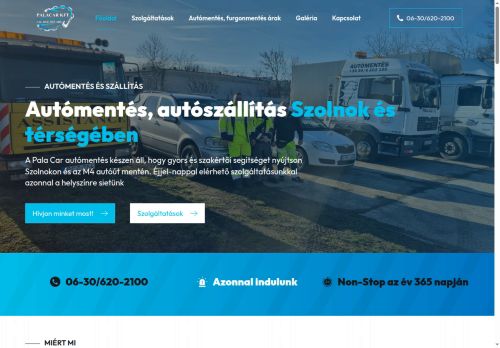 PALACAR KFT
Főoldal
Szolgáltatások
Autómentés, furgonmentés árak
Galéria
Kapcsolat
06-30/620-2100
AUTÓMENTÉS ÉS SZÁLLÍTÁS
Autómentés, autószállítás Szolnok és
térségében
A Pala Car autómentés készen áll, hogy gyors és szakértői segítséget nyújtson
Szolnokon és az M4 autóút mentén. Éjjel-nappal elérhető szolgáltatásunkkal
azonnal a helyszínre sietünk
Hívjon minket most!
Szolgáltatások
AUTÓMENTÉS
06-30/620-2100
Azonnal indulunk
Non-Stop az év 365 napján
MIÉRT MI